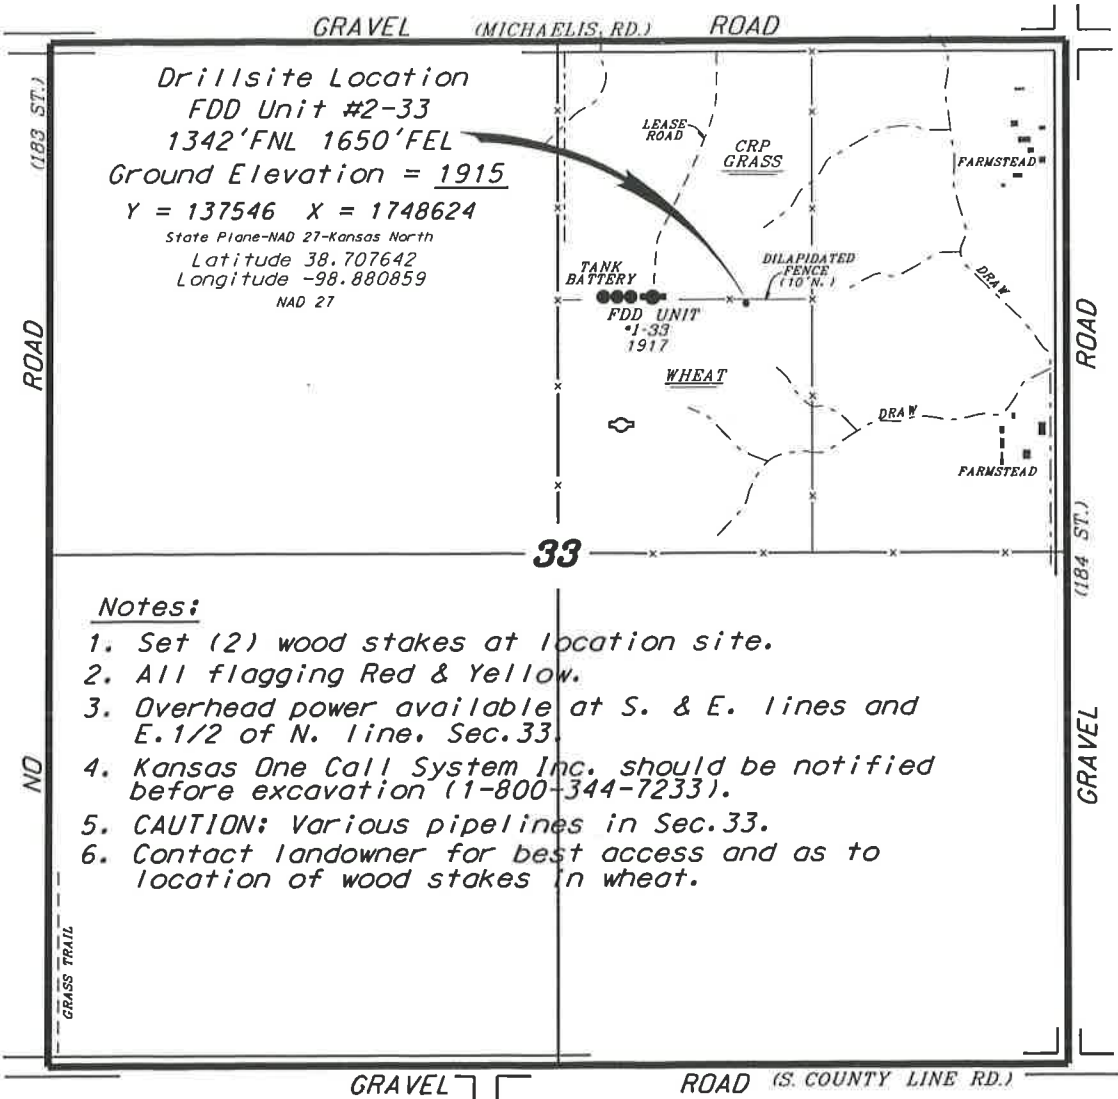 GRAVEL (MICHAELIS RD.) ROAD
(183 ST.)
Drillsite Location
FDD Unit #2-33
1342'FNL 1650'FEL
Ground Elevation = 1915
Y = 137546 X = 1748624
State Plane-NAD 27-Kansas North
Latitude 38.707642
Longitude -98.880859
NAD 27
LEASE
ROAD
CRP
GRASS
FARMSTEAD
TANK
BATTERY
DILAPIDATED
FENCE
(10'N.)
DRAW
FDD UNIT
#1-33
1917
WHEAT
DRAW
FARMSTEAD
ROAD
ROAD
(184 ST.)
33
Notes:
1. Set (2) wood stakes at location site.
2. All flagging Red & Yellow.
3. Overhead power available at S. & E. lines and
E.1/2 of N. line, Sec.33.
4. Kansas One Call System Inc. should be notified
before excavation (1-800-344-7233).
5. CAUTION: Various pipelines in Sec.33.
6. Contact landowner for best access and as to
location of wood stakes in wheat.
NO
GRAVEL
GRASS TRAIL
GRAVEL ROAD (S. COUNTY LINE RD.)